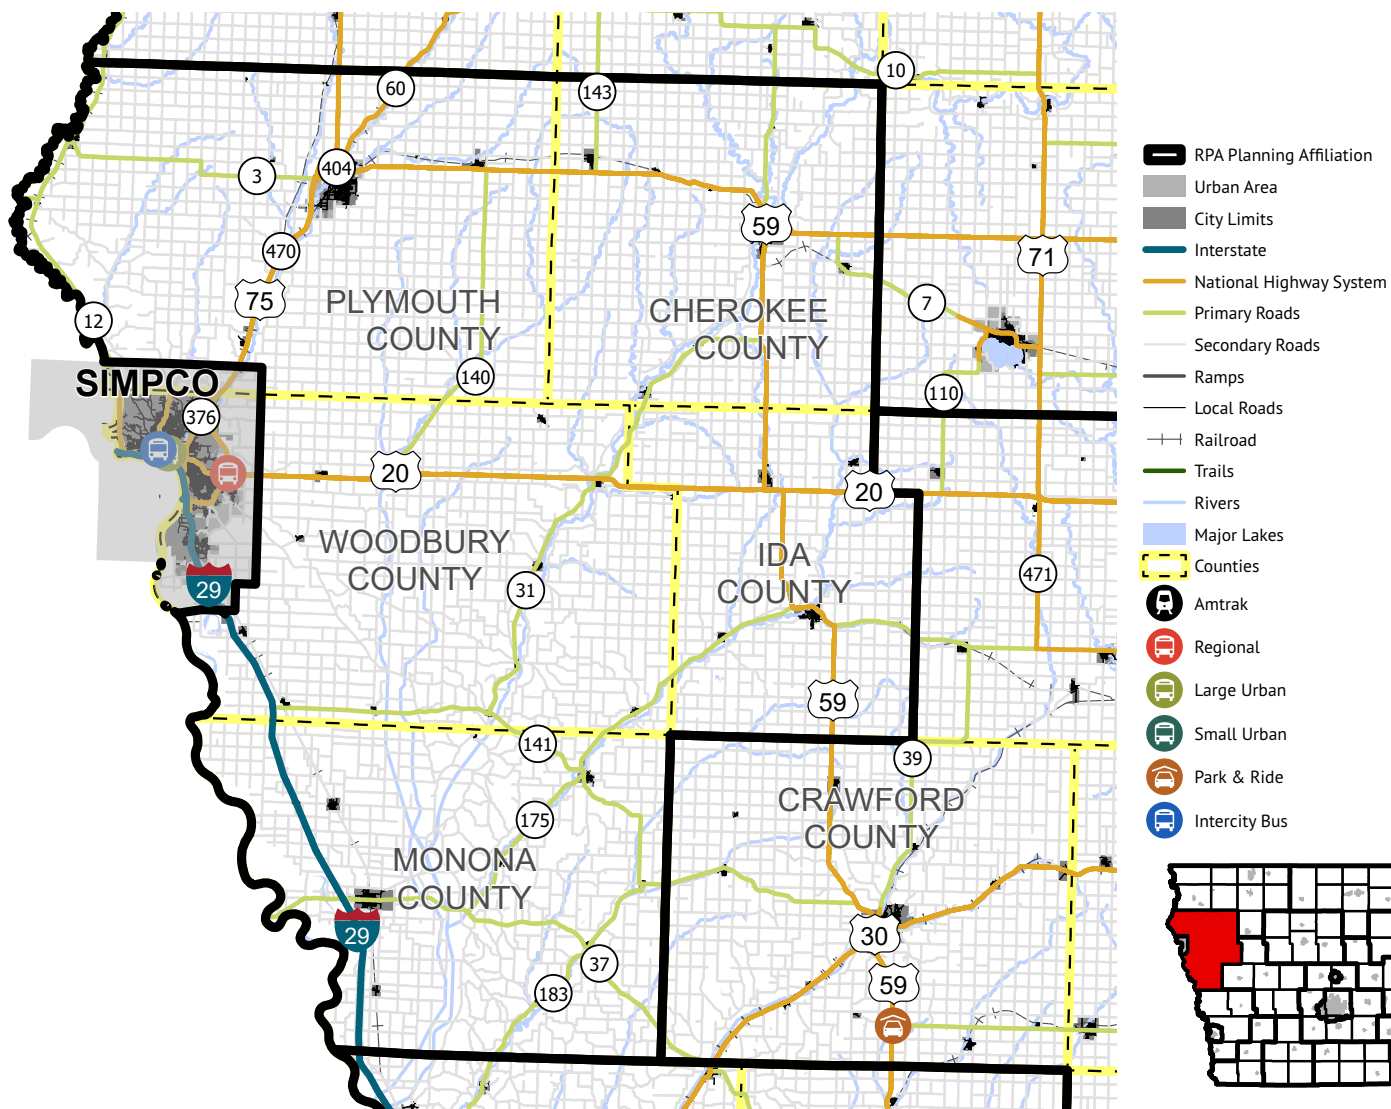 10
60
143
3
404
59
470
71
75
PLYMOUTH
COUNTY
CHEROKEE
COUNTY
7
12
SIMPCO
140
110
376
20
20
WOODBURY
COUNTY
IDA
COUNTY
471
29
31
59
141
39
CRAWFORD
COUNTY
175
MONONA
COUNTY
29
30
37
59
183
RPA Planning Affiliation
Urban Area
City Limits
Interstate
National Highway System
Primary Roads
Secondary Roads
Ramps
Local Roads
Railroad
Trails
Rivers
Major Lakes
Counties
Amtrak
Regional
Large Urban
Small Urban
Park & Ride
Intercity Bus